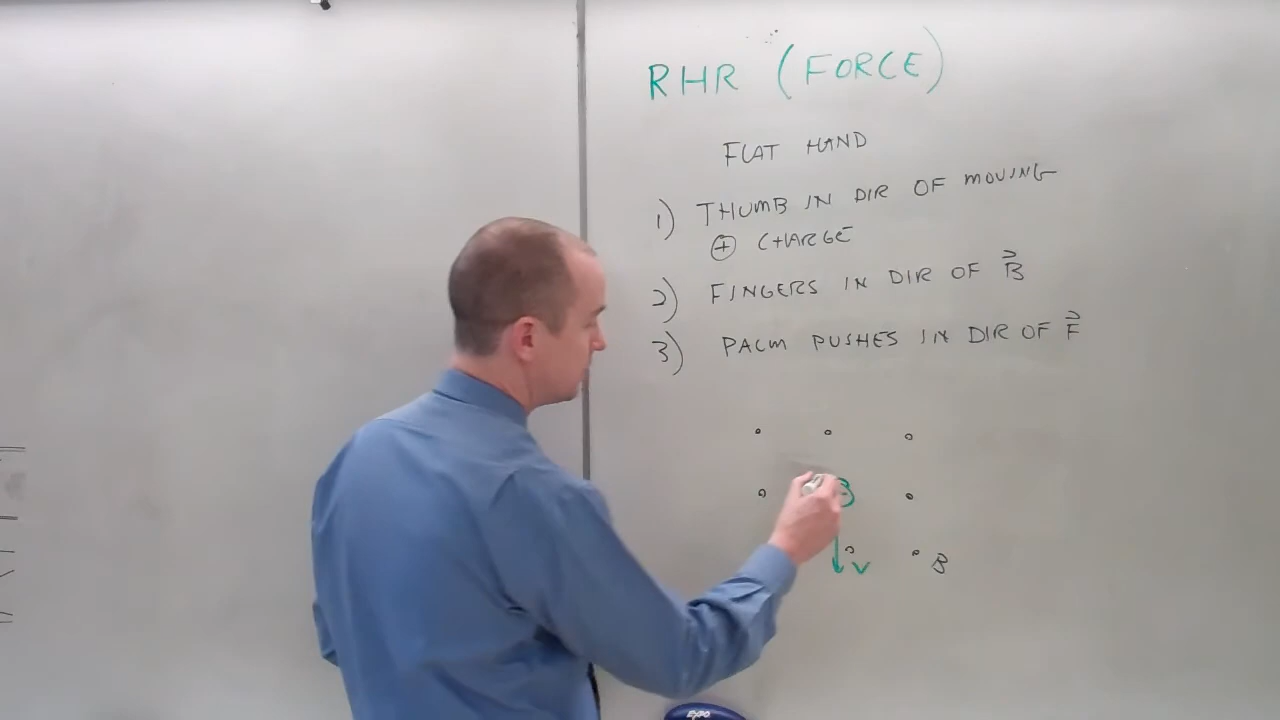 RHR (FORCE)
FLAT HAND
1) THUMB IN DIR OF MOVING
⊕ CHARGE
2) FINGERS IN DIR OF B⃗
3) PALM PUSHES IN DIR OF F⃗
V
B
EXPO